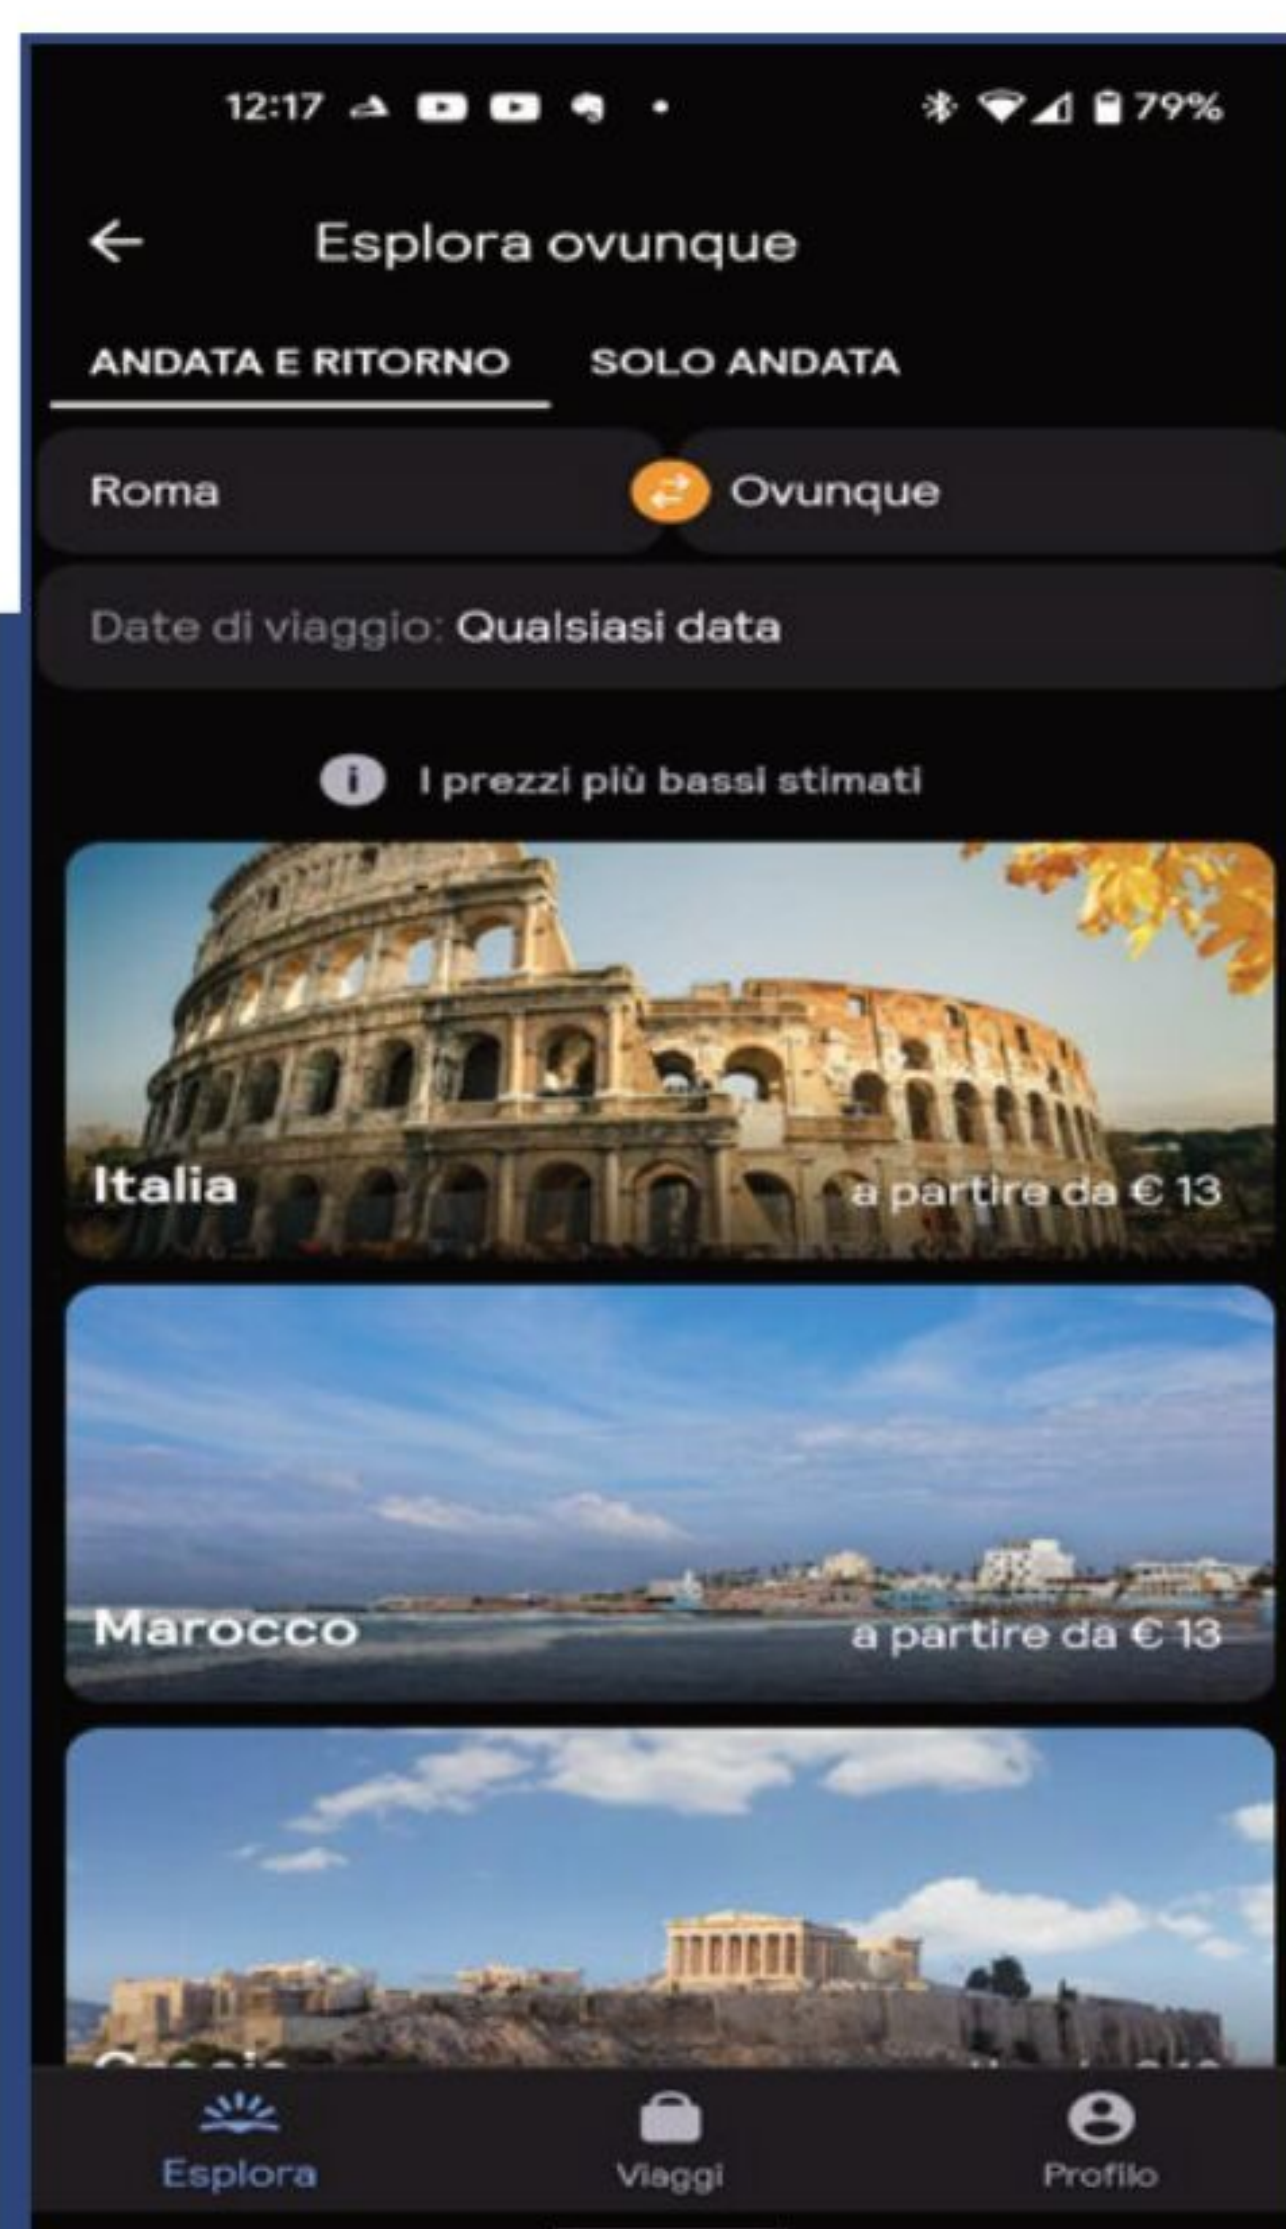 12:17
79%
Esplora ovunque
ANDATA E RITORNO SOLO ANDATA
Roma Ovunque
Date di viaggio: Qualsiasi data
i I prezzi più bassi stimati
Italia a partire da € 13
Marocco a partire da € 13
Esplora Viaggi Profilo